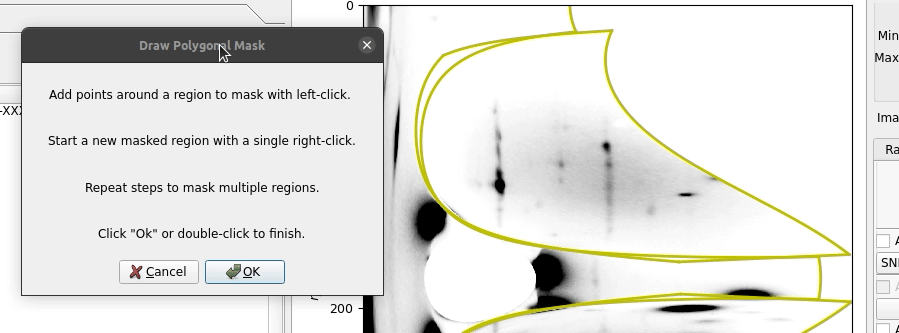 0
Draw Polygonal Mask
Min
Max
Add points around a region to mask with left-click.
-XXX
Ima
Start a new masked region with a single right-click.
Ra
Repeat steps to mask multiple regions.
Click "Ok" or double-click to finish.
A
SNI
Cancel
OK
A
200
A